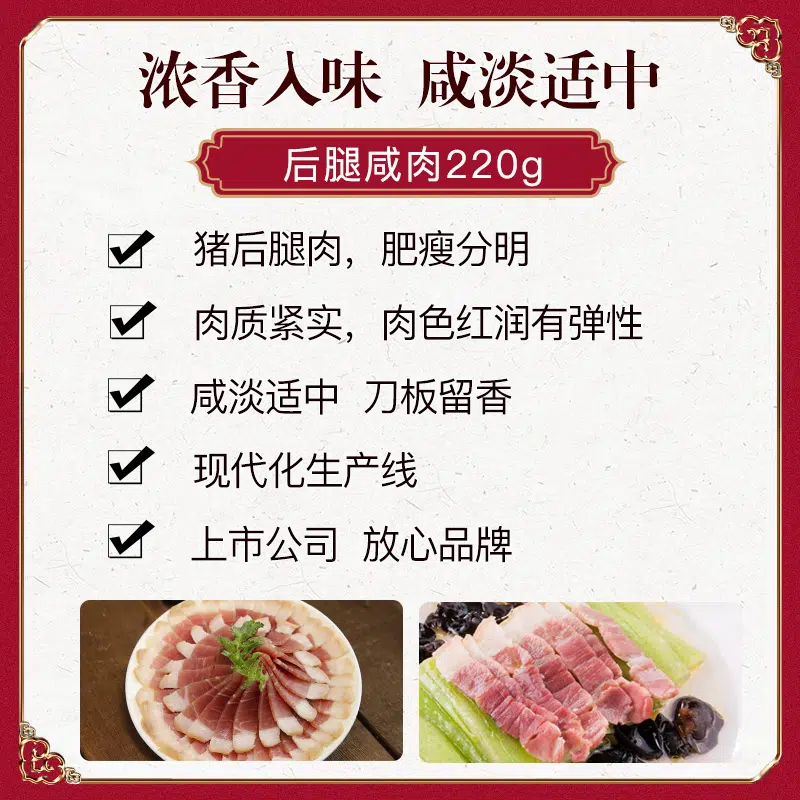 浓香入味 咸淡适中
后腿咸肉220g
猪后腿肉，肥瘦分明
肉质紧实，肉色红润有弹性
咸淡适中 刀板留香
现代化生产线
上市公司 放心品牌